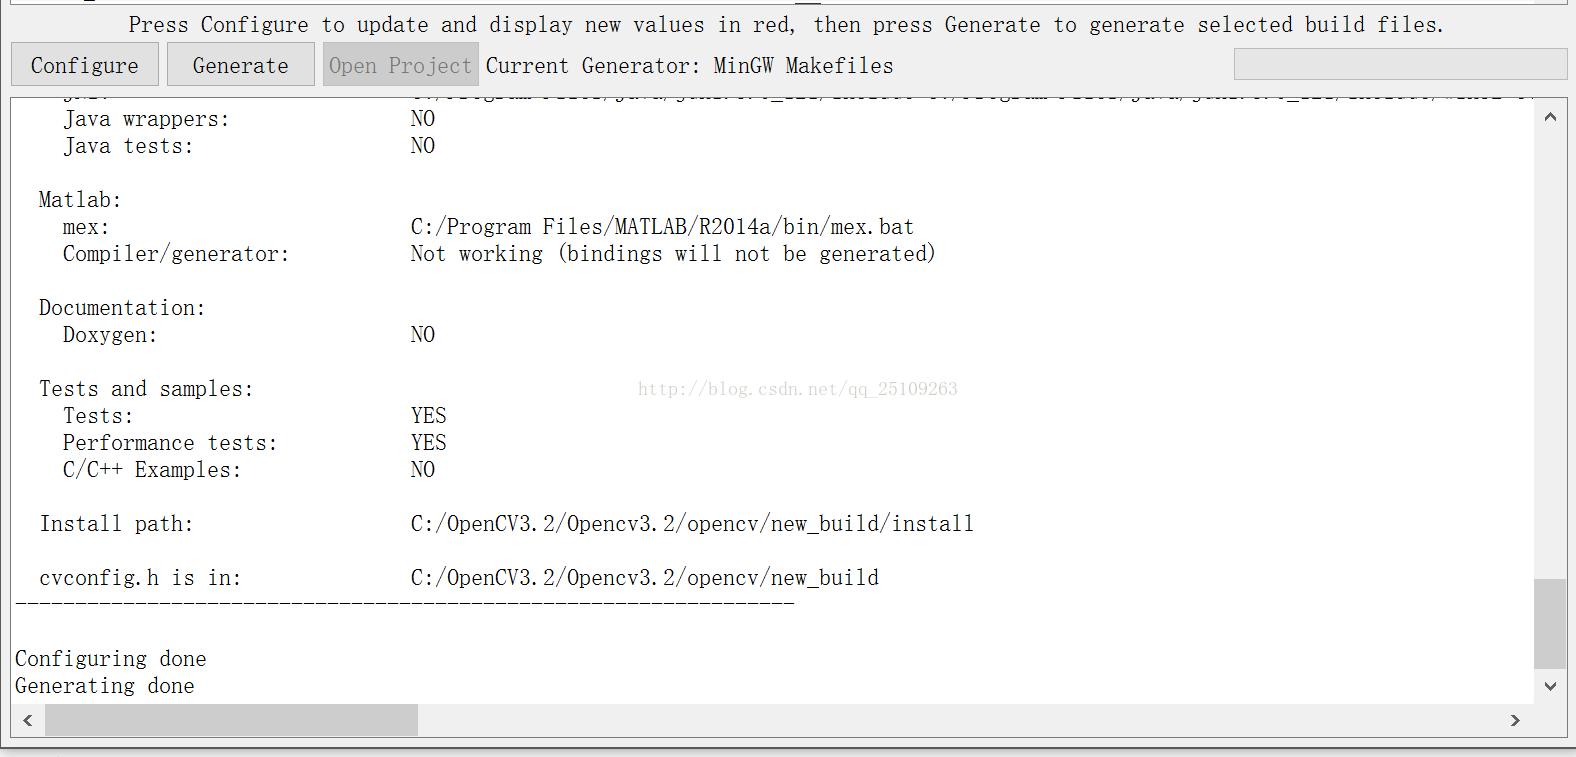 Press Configure to update and display new values in red, then press Generate to generate selected build files.
Configure Generate Open Project Current Generator: MinGW Makefiles
Java wrappers: NO
Java tests: NO
Matlab:
mex: C:/Program Files/MATLAB/R2014a/bin/mex.bat
Compiler/generator: Not working (bindings will not be generated)
Documentation:
Doxygen: NO
http://blog.csdn.net/qq_25109263
Tests and samples:
Tests: YES
Performance tests: YES
C/C++ Examples: NO
Install path: C:/OpenCV3.2/Opencv3.2/opencv/new_build/install
cvconfig.h is in: C:/OpenCV3.2/Opencv3.2/opencv/new_build
-----------------------------------------------------------------
Configuring done
Generating done